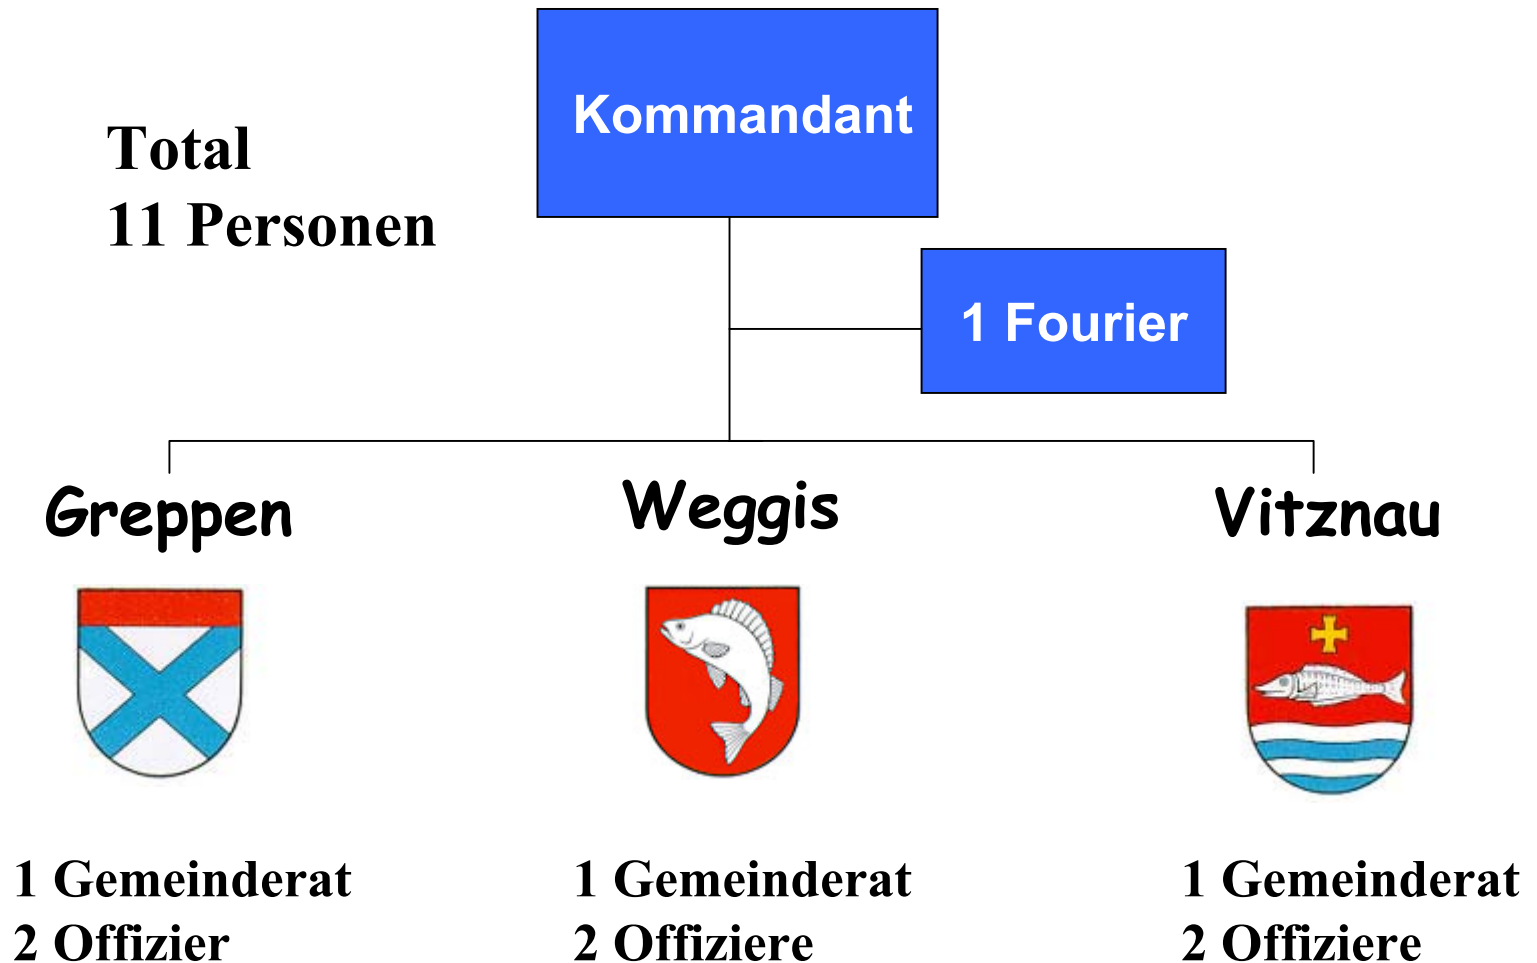 Kommandant
Total
11 Personen
1 Fourier
Greppen
Weggis
Vitznau
1 Gemeinderat
2 Offizier
1 Gemeinderat
2 Offiziere
1 Gemeinderat
2 Offiziere